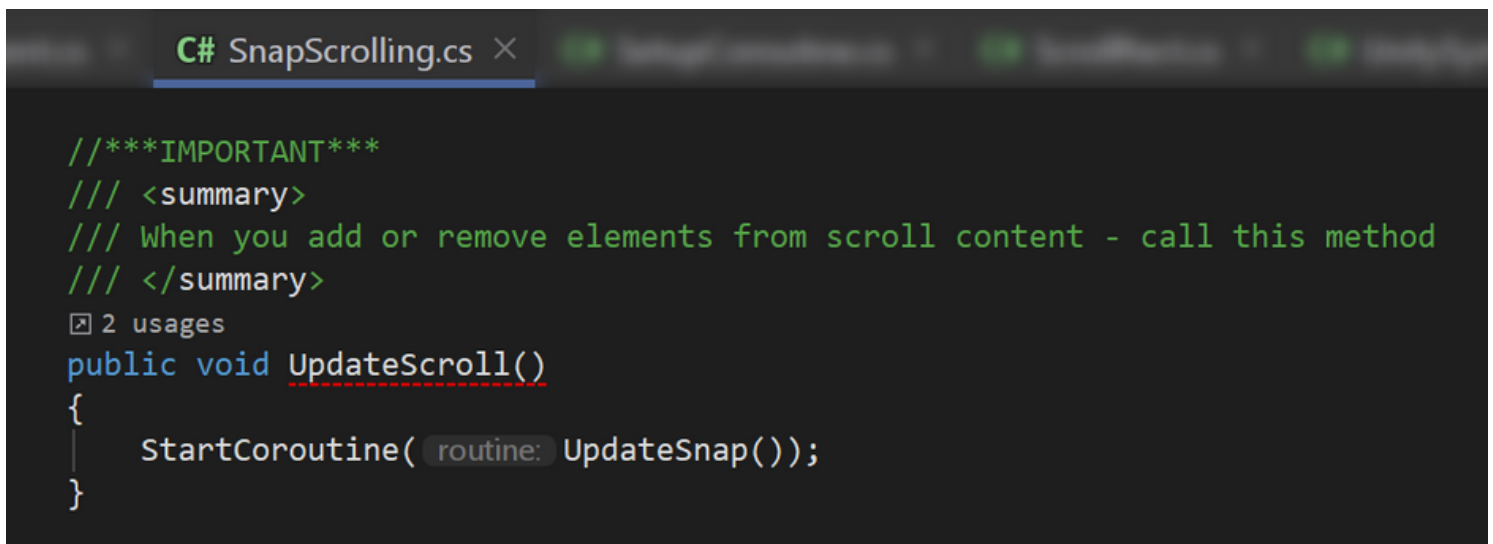 C# SnapScrolling.cs ×
//***IMPORTANT***
/// <summary>
/// When you add or remove elements from scroll content - call this method
/// </summary>
2 usages
public void UpdateScroll()
{
StartCoroutine( routine: UpdateSnap());
}